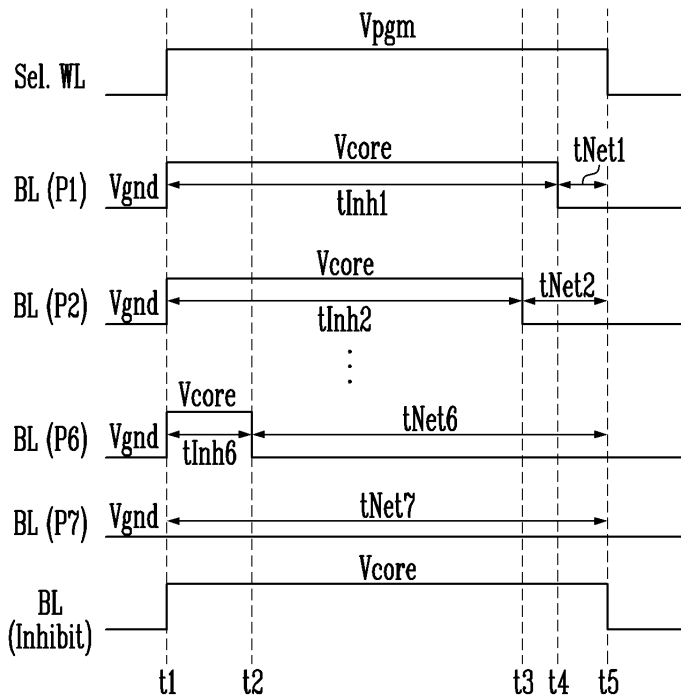 Vpgm
Sel. WL
Vcore
tNet1
BL (P1)
Vgnd
tInh1
Vcore
tNet2
BL (P2)
Vgnd
tInh2
Vcore
tNet6
BL (P6)
Vgnd
tInh6
tNet7
BL (P7)
Vgnd
Vcore
BL
(Inhibit)
t1 t2 t3 t4 t5